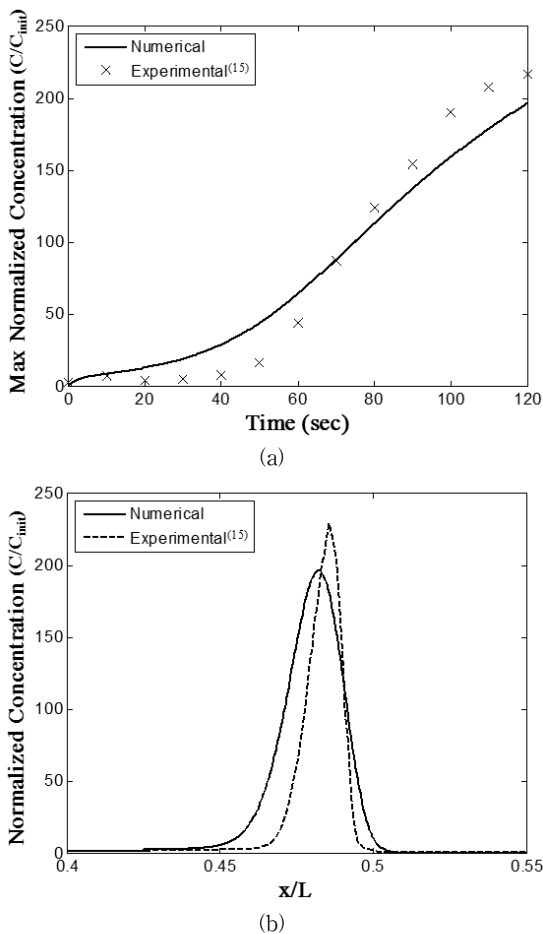 Max Normalized Concentration (C/C_init)
250
200
150
100
50
0
Numerical
Experimental(15)
0 20 40 60 80 100 120
Time (sec)
(a)
Normalized Concentration (C/C_init)
250
200
150
100
50
0
Numerical
Experimental(15)
0.4 0.45 0.5 0.55
x/L
(b)